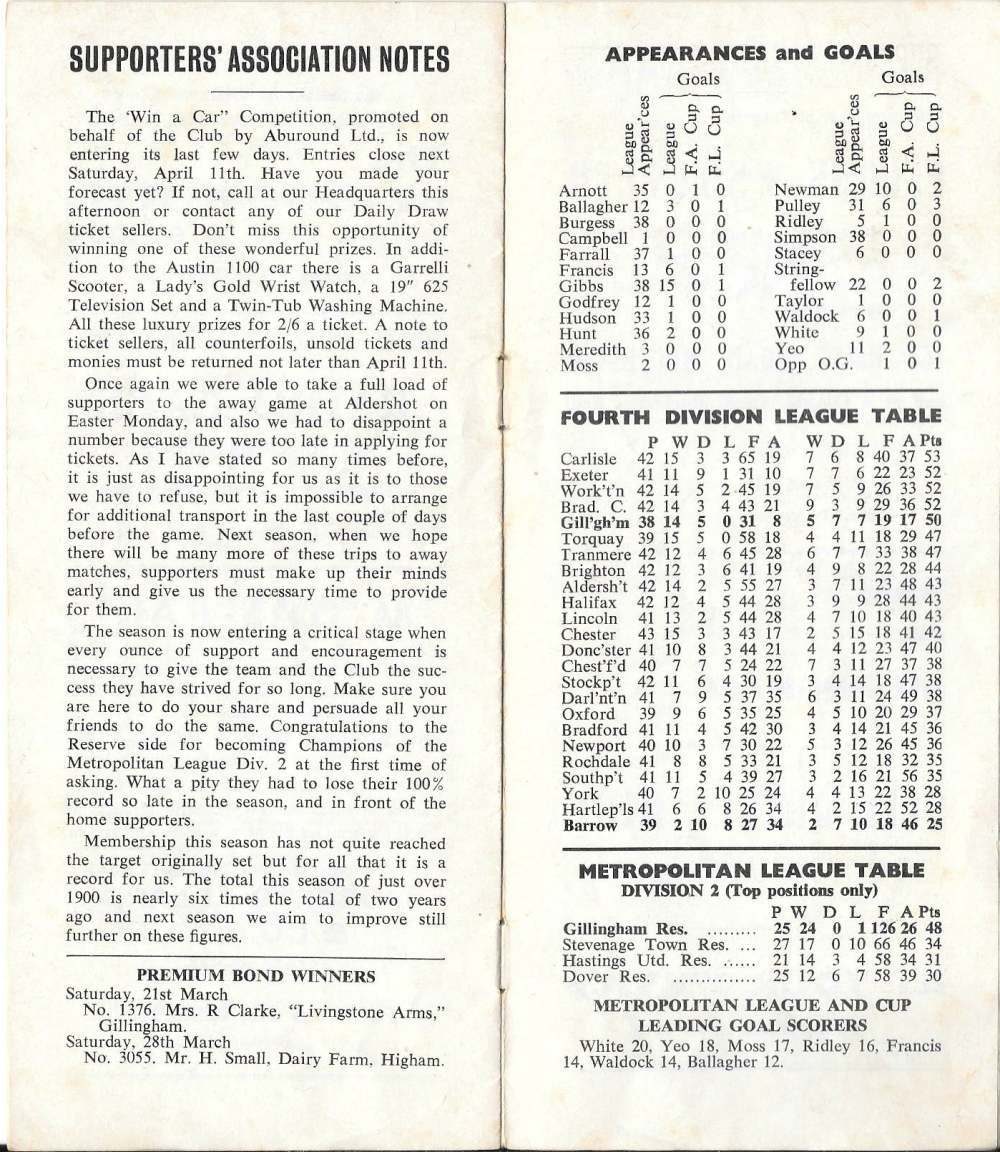 SUPPORTERS' ASSOCIATION NOTES
The 'Win a Car" Competition, promoted on
behalf of the Club by Aburound Ltd., is now
entering its last few days. Entries close next
Saturday, April 11th. Have you made your
forecast yet? If not, call at our Headquarters this
afternoon or contact any of our Daily Draw
ticket sellers. Don't miss this opportunity of
winning one of these wonderful prizes. In addi-
tion to the Austin 1100 car there is a Garrelli
Scooter, a Lady's Gold Wrist Watch, a 19" 625
Television Set and a Twin-Tub Washing Machine.
All these luxury prizes for 2/6 a ticket. A note to
ticket sellers, all counterfoils, unsold tickets and
monies must be returned not later than April 11th.
Once again we were able to take a full load of
supporters to the away game at Aldershot on
Easter Monday, and also we had to disappoint a
number because they were too late in applying for
tickets. As I have stated so many times before,
it is just as disappointing for us as it is to those
we have to refuse, but it is impossible to arrange
for additional transport in the last couple of days
before the game. Next season, when we hope
there will be many more of these trips to away
matches, supporters must make up their minds
early and give us the necessary time to provide
for them.
The season is now entering a critical stage when
every ounce of support and encouragement is
necessary to give the team and the Club the suc-
cess they have strived for so long. Make sure you
are here to do your share and persuade all your
friends to do the same. Congratulations to the
Reserve side for becoming Champions of the
Metropolitan League Div. 2 at the first time of
asking. What a pity they had to lose their 100%
record so late in the season, and in front of the
home supporters.
Membership this season has not quite reached
the target originally set but for all that it is a
record for us. The total this season of just over
1900 is nearly six times the total of two years
ago and next season we aim to improve still
further on these figures.
PREMIUM BOND WINNERS
Saturday, 21st March
No. 1376. Mrs. R Clarke, "Livingstone Arms,"
Gillingham.
Saturday, 28th March
No. 3055. Mr. H. Small, Dairy Farm, Higham.
APPEARANCES and GOALS
Goals
League Appear'ces League F.A. Cup F.L. Cup
Arnott 35 0 1 0
Ballagher 12 3 0 1
Burgess 38 0 0 0
Campbell 1 0 0 0
Farrall 37 1 0 0
Francis 13 6 0 1
Gibbs 38 15 0 1
Godfrey 12 1 0 0
Hudson 33 1 0 0
Hunt 36 2 0 0
Meredith 3 0 0 0
Moss 2 0 0 0
Goals
League Appear'ces League F.A. Cup F.L. Cup
Newman 29 10 0 2
Pulley 31 6 0 3
Ridley 5 1 0 0
Simpson 38 0 0 0
Stacey 6 0 0 0
String-
fellow 22 0 0 2
Taylor 1 0 0 0
Waldock 6 0 0 1
White 9 1 0 0
Yeo 11 2 0 0
Opp O.G. 1 0 1
FOURTH DIVISION LEAGUE TABLE
P W D L F A W D L F A Pts
Carlisle 42 15 3 3 65 19 7 6 8 40 37 53
Exeter 41 11 9 1 31 10 7 7 6 22 23 52
Work't'n 42 14 5 2 45 19 7 5 9 26 33 52
Brad. C. 42 14 3 4 43 21 9 3 9 29 36 52
Gill'gh'm 38 14 5 0 31 8 5 7 7 19 17 50
Torquay 39 15 5 0 58 18 4 4 11 18 29 47
Tranmere 42 12 4 6 45 28 6 7 7 33 38 47
Brighton 42 12 3 6 41 19 4 9 8 22 28 44
Aldersh't 42 14 2 5 55 27 3 7 11 23 48 43
Halifax 42 12 4 5 44 28 3 9 9 28 44 43
Lincoln 41 13 2 5 44 28 4 7 10 18 40 43
Chester 43 15 3 3 43 17 2 5 15 18 41 42
Donc'ster 41 10 8 3 44 21 4 4 12 23 47 40
Chest'f'd 40 7 7 5 24 22 7 3 11 27 37 38
Stockp't 42 11 6 4 30 19 3 4 14 18 47 38
Darl'nt'n 41 7 9 5 37 35 6 3 11 24 49 38
Oxford 39 9 6 5 35 25 4 5 10 20 29 37
Bradford 41 11 4 5 42 30 3 4 14 21 45 36
Newport 40 10 3 7 30 22 5 3 12 26 45 36
Rochdale 41 8 8 5 33 21 3 5 12 18 32 35
Southp't 41 11 5 4 39 27 3 2 16 21 56 35
York 40 7 2 10 25 24 4 4 13 22 38 28
Hartlep'ls 41 6 6 8 26 34 4 2 15 22 52 28
Barrow 39 2 10 8 27 34 2 7 10 18 46 25
METROPOLITAN LEAGUE TABLE
DIVISION 2 (Top positions only)
P W D L F A Pts
Gillingham Res. ......... 25 24 0 1 126 26 48
Stevenage Town Res. ... 27 17 0 10 66 46 34
Hastings Utd. Res. ...... 21 14 3 4 58 34 31
Dover Res. ............... 25 12 6 7 58 39 30
METROPOLITAN LEAGUE AND CUP
LEADING GOAL SCORERS
White 20, Yeo 18, Moss 17, Ridley 16, Francis
14, Waldock 14, Ballagher 12.